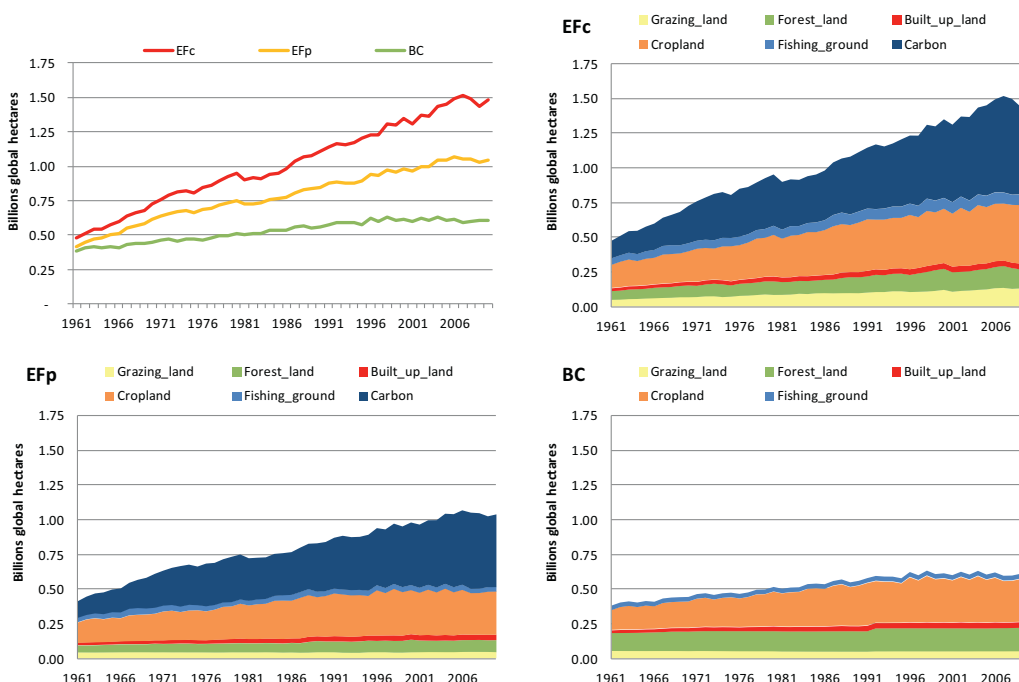 EFc EFp BC
Billions global hectares
1.75
1.50
1.25
1.00
0.75
0.50
0.25
-
1961 1966 1971 1976 1981 1986 1991 1996 2001 2006
EFc
Grazing_land Forest_land Built_up_land
Cropland Fishing_ground Carbon
Billions global hectares
1.75
1.50
1.25
1.00
0.75
0.50
0.25
0.00
1961 1966 1971 1976 1981 1986 1991 1996 2001 2006
EFp
Grazing_land Forest_land Built_up_land
Cropland Fishing_ground Carbon
Billions global hectares
1.75
1.50
1.25
1.00
0.75
0.50
0.25
0.00
1961 1966 1971 1976 1981 1986 1991 1996 2001 2006
BC
Grazing_land Forest_land Built_up_land
Cropland Fishing_ground
Billions global hectares
1.75
1.50
1.25
1.00
0.75
0.50
0.25
0.00
1961 1966 1971 1976 1981 1986 1991 1996 2001 2006